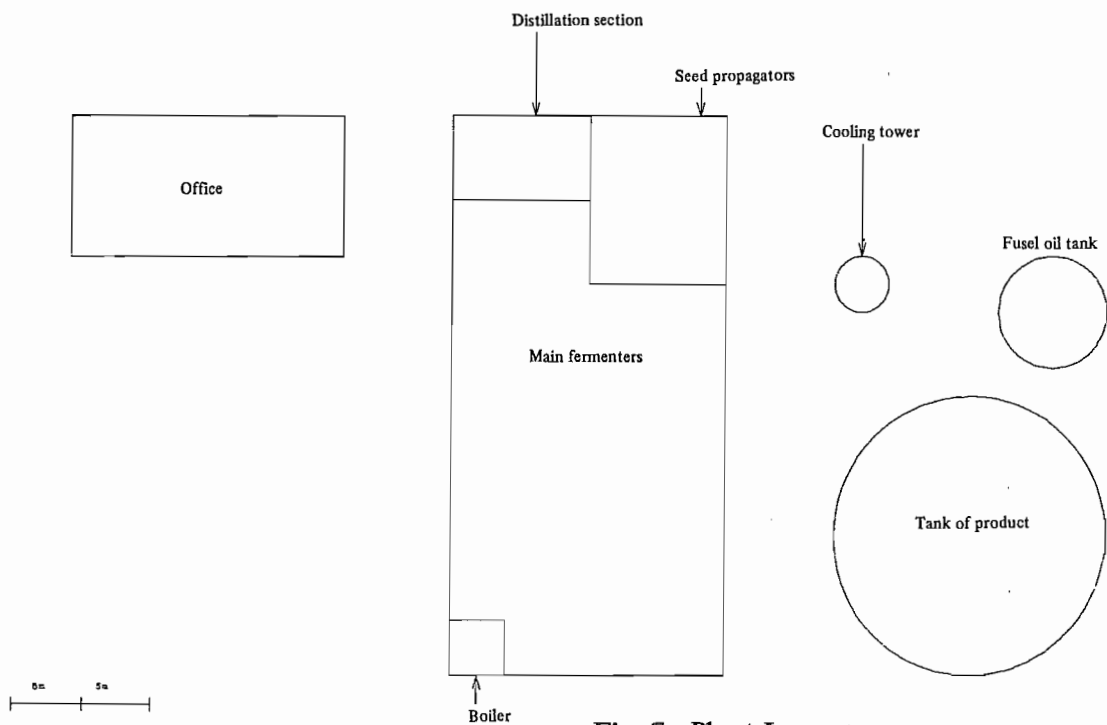 Distillation section
Seed propagators
Cooling tower
Office
Fusel oil tank
Main fermenters
Tank of product
5m
Boiler